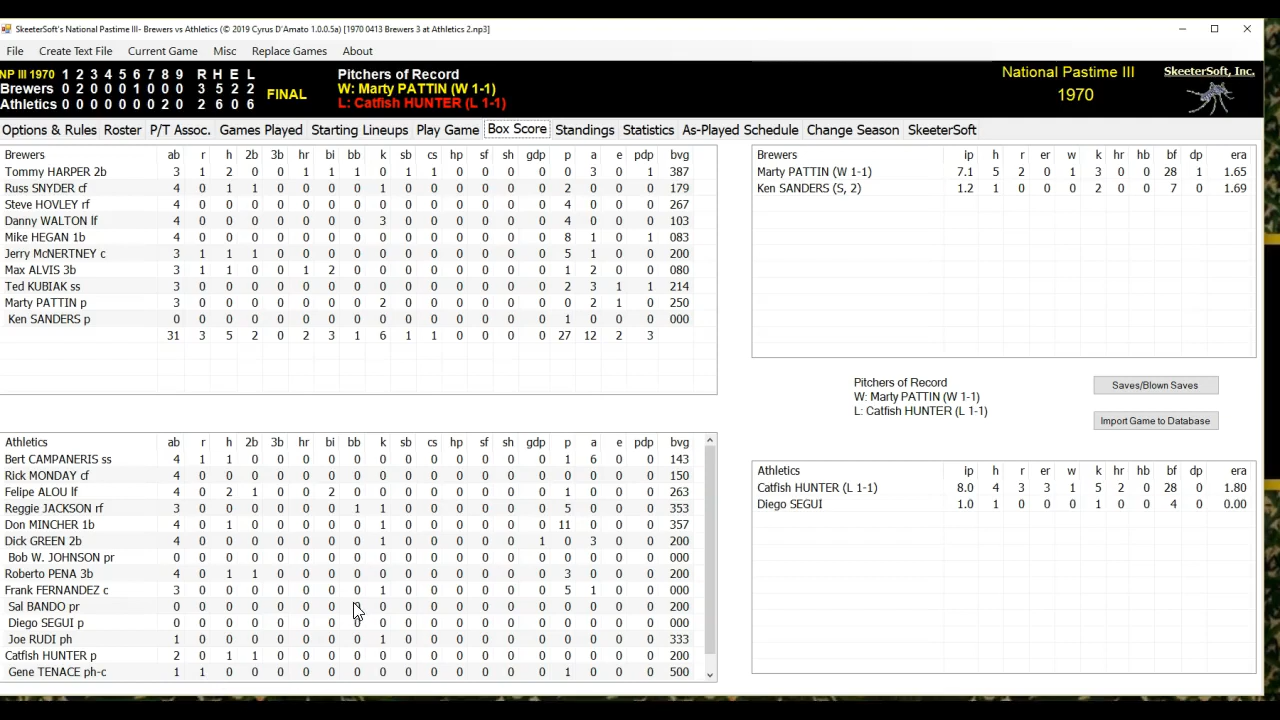 SkeeterSoft's National Pastime III- Brewers vs Athletics (© 2019 Cyrus D'Amato 1.0.0.5a) [1970 0413 Brewers 3 at Athletics 2.np3]
File Create Text File Current Game Misc Replace Games About
NP III 1970 1 2 3 4 5 6 7 8 9 R H E L
Brewers 0 2 0 0 0 1 0 0 0 3 5 2 2
Athletics 0 0 0 0 0 0 0 2 0 2 6 0 6
FINAL
Pitchers of Record
W: Marty PATTIN (W 1-1)
L: Catfish HUNTER (L 1-1)
National Pastime III
1970
SkeeterSoft, Inc.
Options & Rules Roster P/T Assoc. Games Played Starting Lineups Play Game Box Score Standings Statistics As-Played Schedule Change Season SkeeterSoft
Brewers ab r h 2b 3b hr bi bb k sb cs hp sf sh gdp p a e pdp bvg
Tommy HARPER 2b 3 1 2 0 0 1 1 1 0 1 1 0 0 0 0 0 3 0 1 387
Russ SNYDER cf 4 0 1 1 0 0 0 0 1 0 0 0 0 0 0 2 0 0 0 179
Steve HOVLEY rf 4 0 0 0 0 0 0 0 0 0 0 0 0 0 0 4 0 0 0 267
Danny WALTON lf 4 0 0 0 0 0 0 0 3 0 0 0 0 0 0 4 0 0 0 103
Mike HEGAN 1b 4 0 0 0 0 0 0 0 0 0 0 0 0 0 0 8 1 0 1 083
Jerry McNERTNEY c 3 1 1 1 0 0 0 0 0 0 0 0 0 0 0 5 1 0 0 200
Max ALVIS 3b 3 1 1 0 0 1 2 0 0 0 0 0 0 0 0 1 2 0 0 080
Ted KUBIAK ss 3 0 0 0 0 0 0 0 0 0 0 0 0 0 0 2 3 1 1 214
Marty PATTIN p 3 0 0 0 0 0 0 0 2 0 0 0 0 0 0 0 2 1 0 250
Ken SANDERS p 0 0 0 0 0 0 0 0 0 0 0 0 0 0 0 1 0 0 0 000
31 3 5 2 0 2 3 1 6 1 1 0 0 0 0 27 12 2 3
Brewers ip h r er w k hr hb bf dp era
Marty PATTIN (W 1-1) 7.1 5 2 0 1 3 0 0 28 1 1.65
Ken SANDERS (S, 2) 1.2 1 0 0 0 2 0 0 7 0 1.69
Pitchers of Record
W: Marty PATTIN (W 1-1)
L: Catfish HUNTER (L 1-1)
Saves/Blown Saves
Import Game to Database
Athletics ab r h 2b 3b hr bi bb k sb cs hp sf sh gdp p a e pdp bvg
Bert CAMPANERIS ss 4 1 1 0 0 0 0 0 0 0 0 0 0 0 0 1 6 0 0 143
Rick MONDAY cf 4 0 0 0 0 0 0 0 0 0 0 0 0 0 0 0 0 0 0 150
Felipe ALOU lf 4 0 2 1 0 0 2 0 0 0 0 0 0 0 0 1 0 0 0 263
Reggie JACKSON rf 3 0 0 0 0 0 0 1 1 0 0 0 0 0 0 5 0 0 0 353
Don MINCHER 1b 4 0 1 0 0 0 0 0 1 0 0 0 0 0 0 11 0 0 0 357
Dick GREEN 2b 4 0 0 0 0 0 0 0 1 0 0 0 0 0 1 0 3 0 0 200
Bob W. JOHNSON pr 0 0 0 0 0 0 0 0 0 0 0 0 0 0 0 0 0 0 0 000
Roberto PENA 3b 4 0 1 1 0 0 0 0 0 0 0 0 0 0 0 3 0 0 0 200
Frank FERNANDEZ c 3 0 0 0 0 0 0 0 1 0 0 0 0 0 0 5 1 0 0 000
Sal BANDO pr 0 0 0 0 0 0 0 0 0 0 0 0 0 0 0 0 0 0 0 200
Diego SEGUI p 0 0 0 0 0 0 0 0 0 0 0 0 0 0 0 0 0 0 0 000
Joe RUDI ph 1 0 0 0 0 0 0 0 1 0 0 0 0 0 0 0 0 0 0 333
Catfish HUNTER p 2 0 1 1 0 0 0 0 0 0 0 0 0 0 0 0 0 0 0 200
Gene TENACE ph-c 1 1 0 0 0 0 0 0 0 0 0 0 0 0 0 1 0 0 0 500
Athletics ip h r er w k hr hb bf dp era
Catfish HUNTER (L 1-1) 8.0 4 3 3 1 5 2 0 28 0 1.80
Diego SEGUI 1.0 1 0 0 0 1 0 0 4 0 0.00